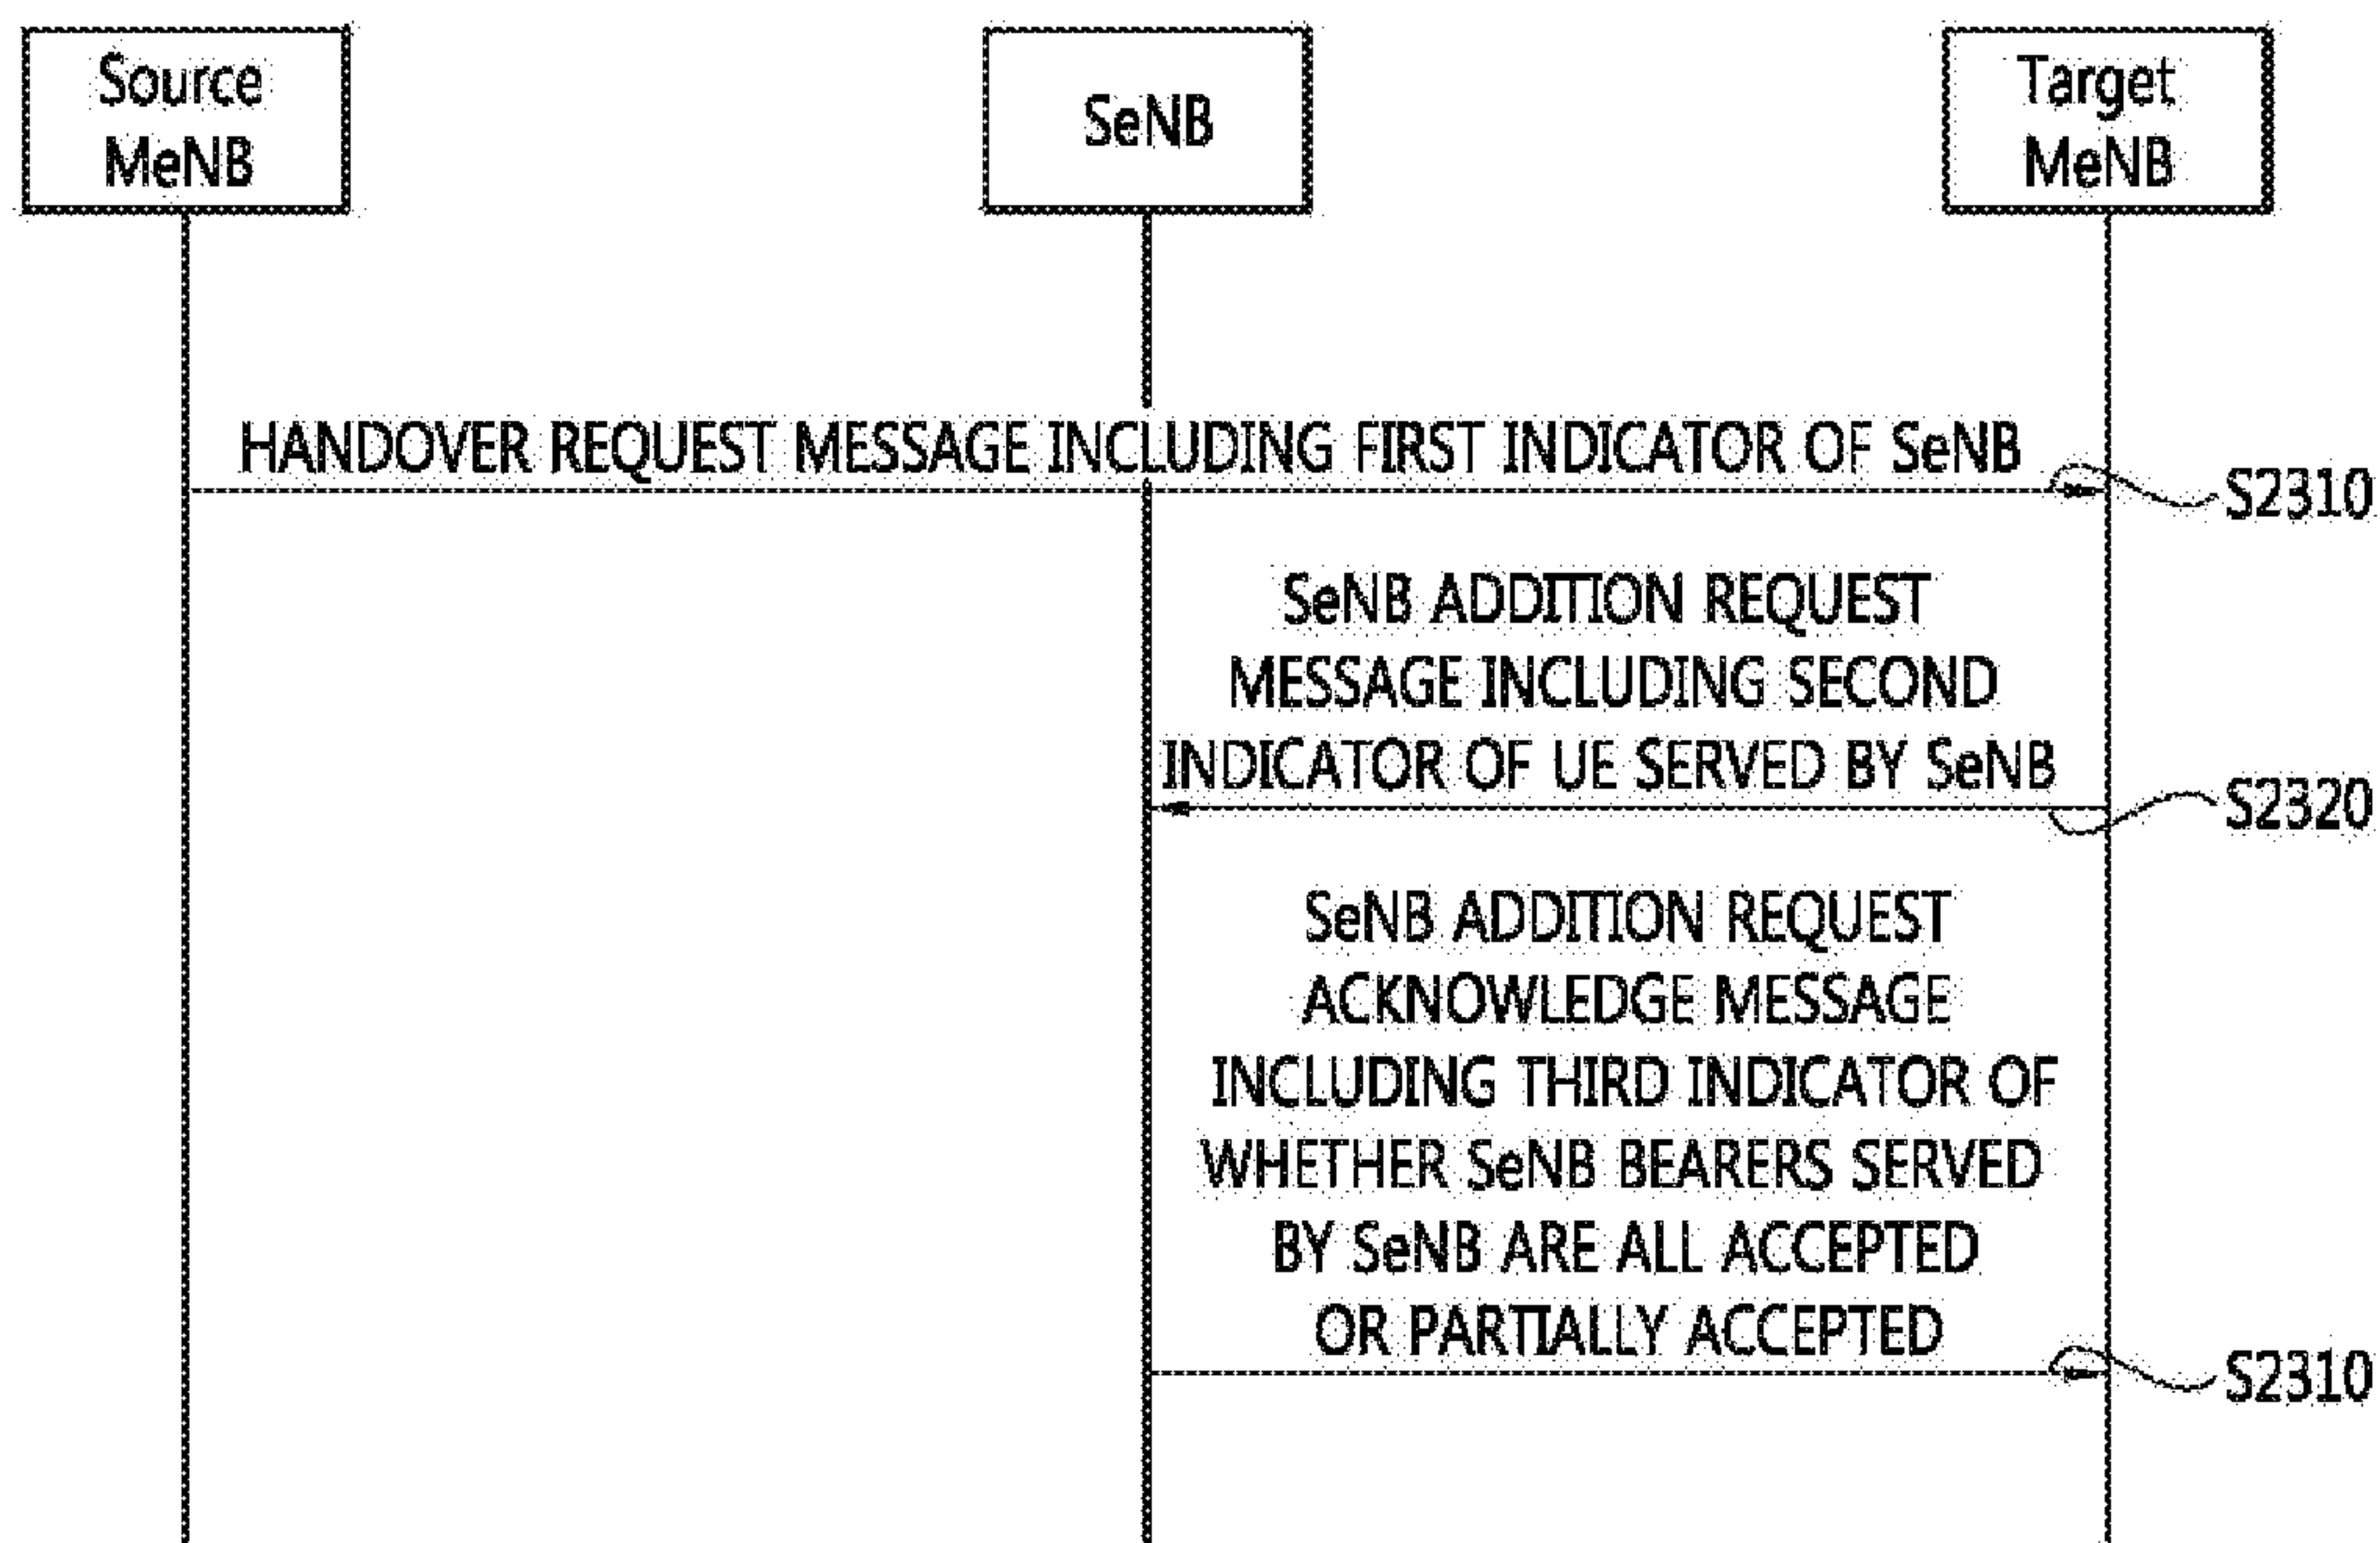 Source
MeNB
SeNB
Target
MeNB
HANDOVER REQUEST MESSAGE INCLUDING FIRST INDICATOR OF SeNB
S2310
SeNB ADDITION REQUEST
MESSAGE INCLUDING SECOND
INDICATOR OF UE SERVED BY SeNB
S2320
SeNB ADDITION REQUEST
ACKNOWLEDGE MESSAGE
INCLUDING THIRD INDICATOR OF
WHETHER SeNB BEARERS SERVED
BY SeNB ARE ALL ACCEPTED
OR PARTIALLY ACCEPTED
S2310